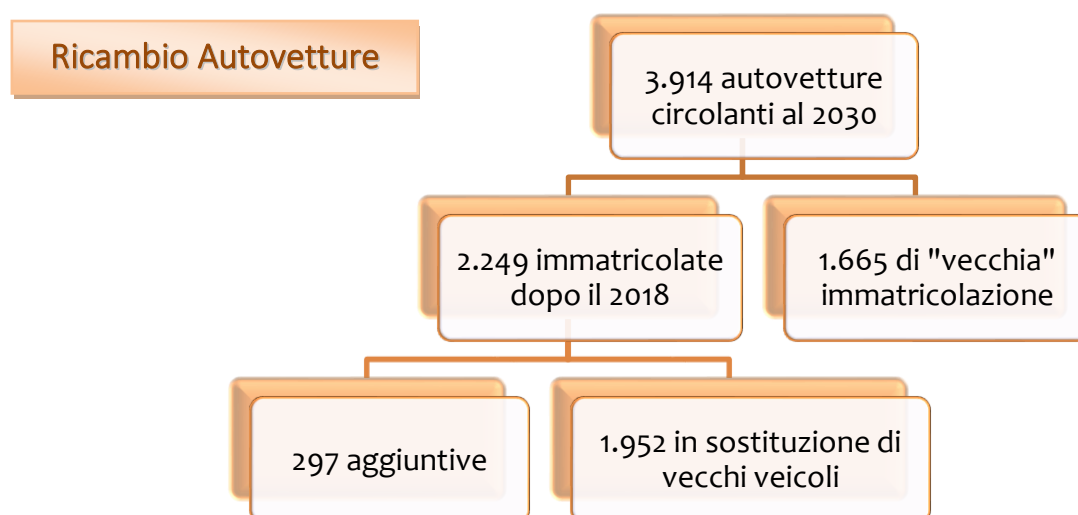 Ricambio Autovetture
3.914 autovetture
circolanti al 2030
2.249 immatricolate
dopo il 2018
1.665 di "vecchia"
immatricolazione
297 aggiuntive
1.952 in sostituzione di
vecchi veicoli